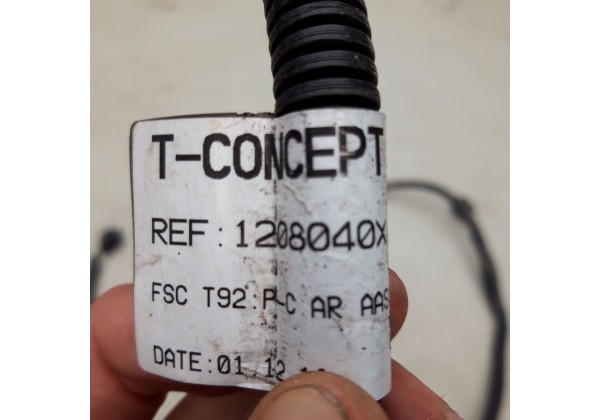 T-CONCEPT
REF:1208040X
FSC T92:P-C AR AAS
DATE:01.12.